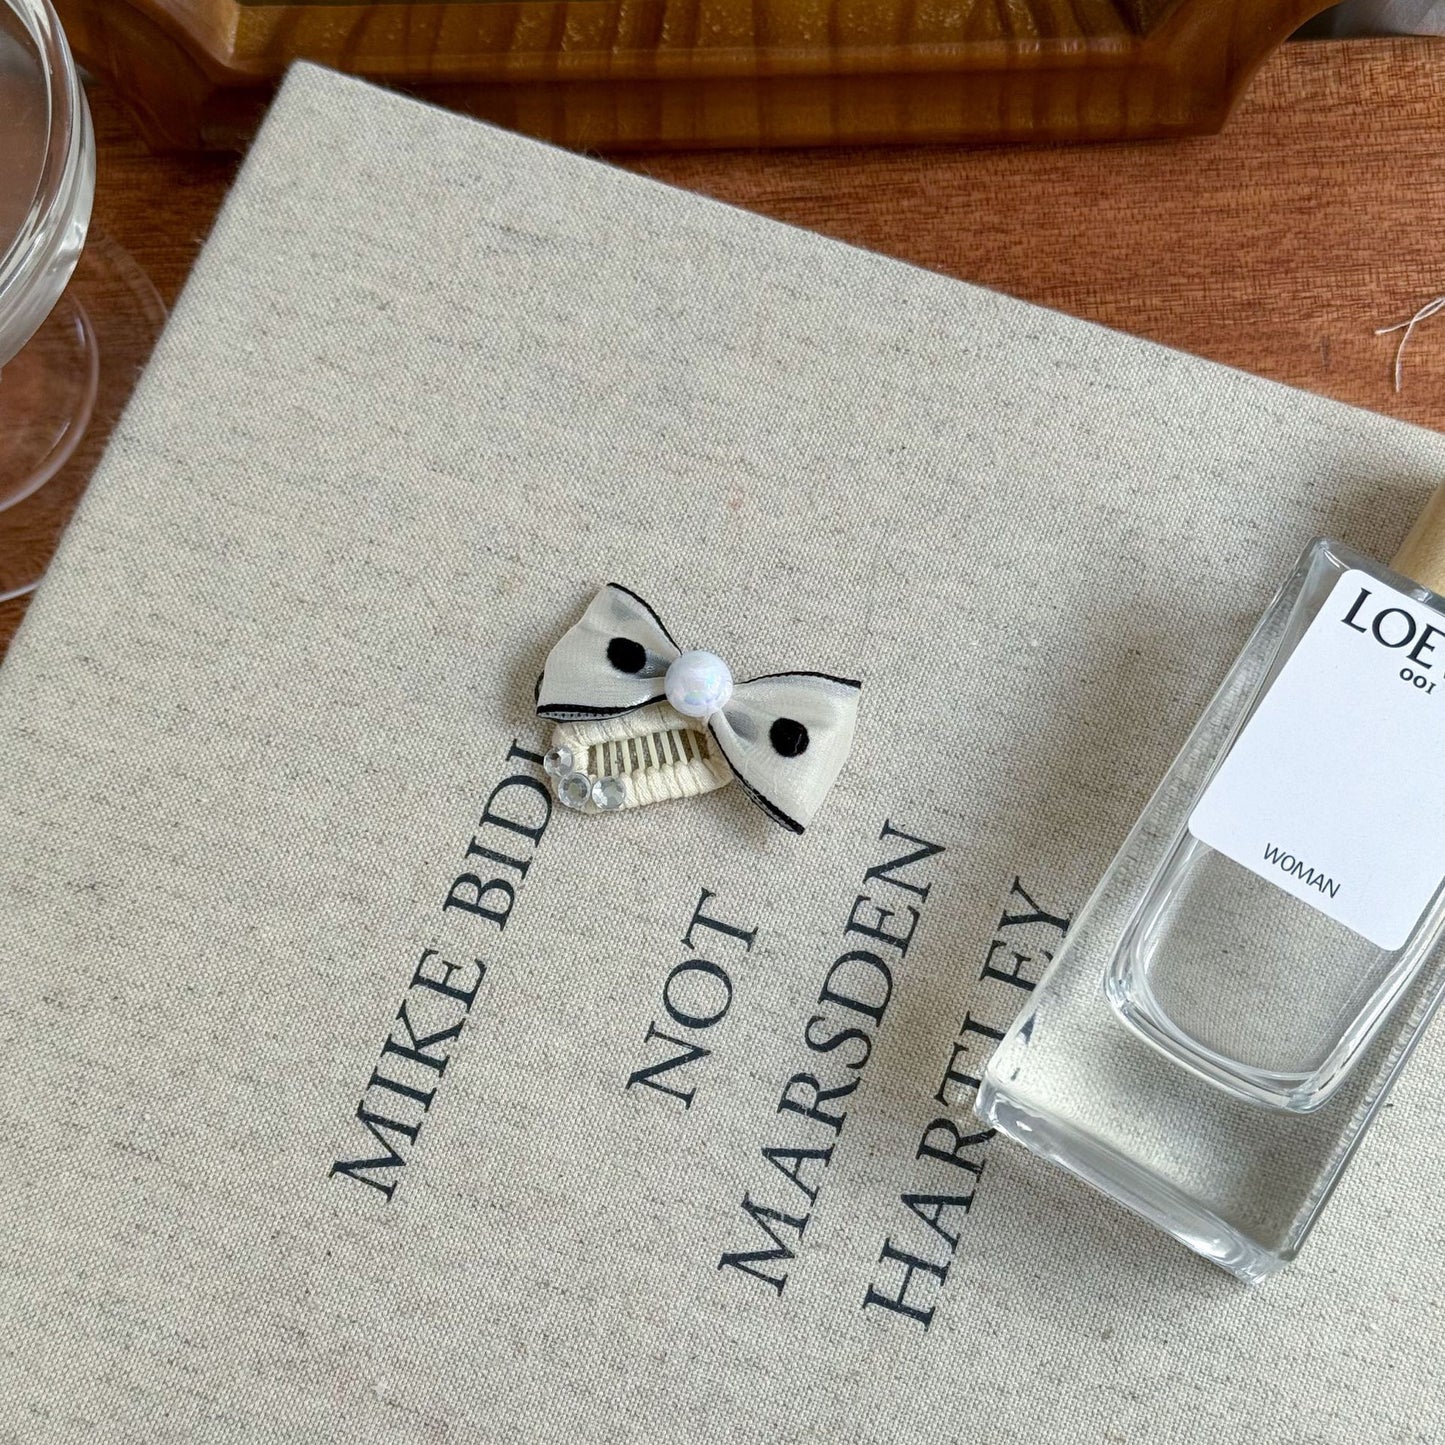 MIKE BIDL
NOT
MARSDEN
HARTLEY
LOE
001
WOMAN